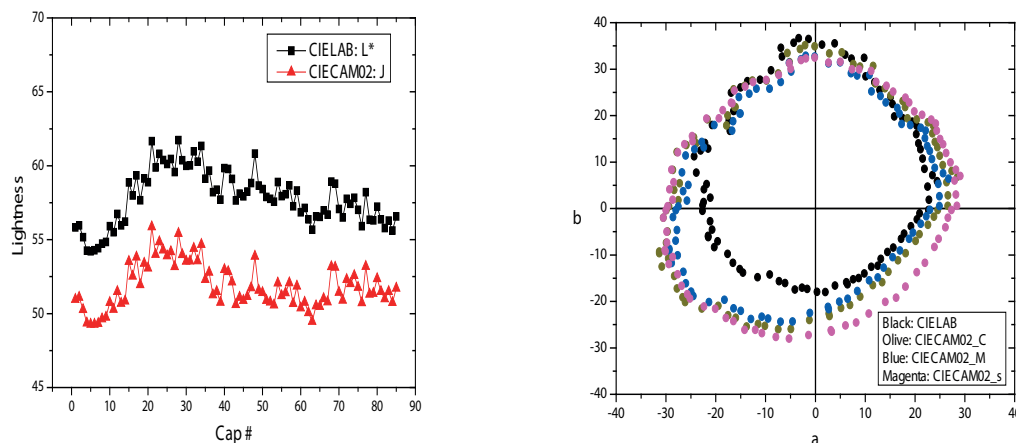 70
65
60
55
50
45
Lightness
0 10 20 30 40 50 60 70 80 90
Cap #
CIELAB: L*
CIECAM02: J
40
30
20
10
0
-10
-20
-30
-40
b
-40 -30 -20 -10 0 10 20 30 40
a
Black: CIELAB
Olive: CIECAM02_C
Blue: CIECAM02_M
Magenta: CIECAM02_s